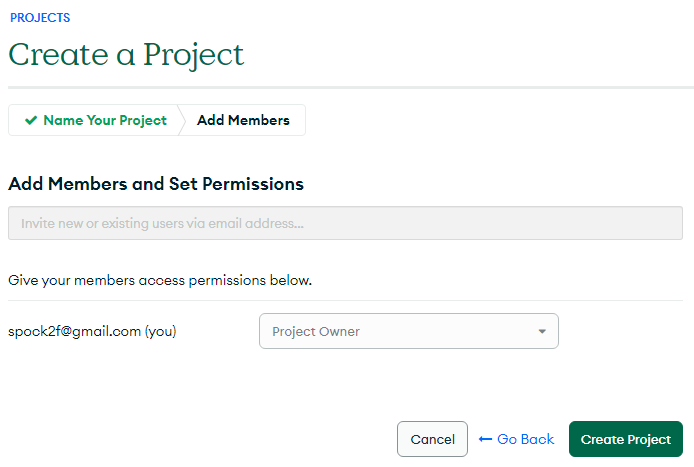 PROJECTS
Create a Project
Name Your Project Add Members
Add Members and Set Permissions
Invite new or existing users via email address...
Give your members access permissions below.
spock2f@gmail.com (you) Project Owner
Cancel Go Back Create Project